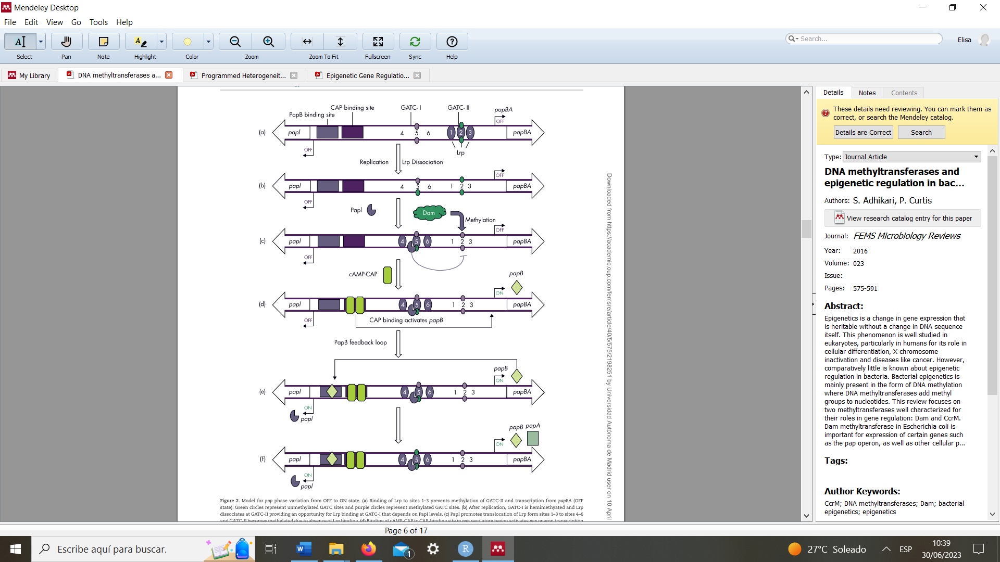 Mendeley Desktop
File Edit View Go Tools Help
Select Pan Note Highlight Color Zoom Zoom To Fit Fullscreen Sync Help
Search...
Elisa
My Library
DNA methyltransferases a...
Programmed Heterogeneit...
Epigenetic Gene Regulatio...
CAP binding site GATC- I GATC- II papBA
PapB binding site
OFF
(a) papI 4 5 6 1 2 3 papBA
OFF
Lrp
Replication Lrp Dissociation
OFF
(b) papI 4 5 6 1 2 3 papBA
OFF
PapI Dam
Methylation
OFF
(c) papI 4 5 6 1 2 3 papBA
OFF
cAMP-CAP papB
ON
(d) papI 4 5 6 1 2 3 papBA
OFF
CAP binding activates papB
PapB feedback loop
papB
ON
(e) papI 4 5 6 1 2 3 papBA
ON
papI
papB papA
ON
(f) papI 4 5 6 1 2 3 papBA
ON
papI
Figure 2. Model for pap phase variation from OFF to ON state. (a) Binding of Lrp to sites 1–3 prevents methylation of GATC-II and transcription from papBA (OFF
state). Green circles represent unmethylated GATC sites and purple circles represent methylated GATC sites. (b) After replication, GATC-I is hemimethylated and Lrp
dissociates at GATC-II providing an opportunity for Lrp binding at GATC-I that depends on PapI levels. (c) PapI promotes translocation of Lrp form sites 1–3 to sites 4–6
and GATC-II becomes methylated due to absence of Lrp binding. (d) Binding of cAMP-CAP to CAP-binding site in pap regulatory region activates pap operon transcription
Downloaded from https://academic.oup.com/femsre/article/40/5/575/2198251 by Universidad Autónoma de Madrid user on 10 April
Details Notes Contents
These details need reviewing. You can mark them as
correct, or search the Mendeley catalog.
Details are Correct Search
Type: Journal Article
DNA methyltransferases and
epigenetic regulation in bac...
Authors: S. Adhikari, P. Curtis
View research catalog entry for this paper
Journal: FEMS Microbiology Reviews
Year: 2016
Volume: 023
Issue:
Pages: 575-591
Abstract:
Epigenetics is a change in gene expression that
is heritable without a change in DNA sequence
itself. This phenomenon is well studied in
eukaryotes, particularly in humans for its role in
cellular differentiation, X chromosome
inactivation and diseases like cancer. However,
comparatively little is known about epigenetic
regulation in bacteria. Bacterial epigenetics is
mainly present in the form of DNA methylation
where DNA methyltransferases add methyl
groups to nucleotides. This review focuses on
two methyltransferases well characterized for
their roles in gene regulation: Dam and CcrM.
Dam methyltransferase in Escherichia coli is
important for expression of certain genes such
as the pap operon, as well as other cellular p...
Tags:
Author Keywords:
CcrM; DNA methyltransferases; Dam; bacterial
epigenetics; epigenetics
Page 6 of 17
Escribe aquí para buscar.
1
R
27°C Soleado
ESP
10:39
30/06/2023